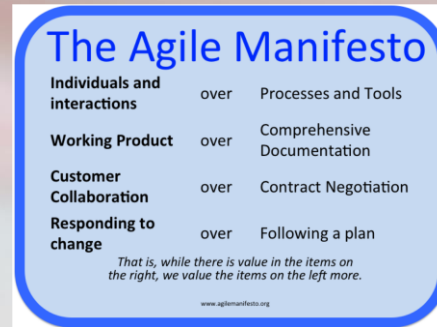 The Agile Manifesto
Individuals and
interactions over Processes and Tools
Working Product over Comprehensive
Documentation
Customer
Collaboration over Contract Negotiation
Responding to
change over Following a plan
That is, while there is value in the items on
the right, we value the items on the left more.
www.agilemanifesto.org